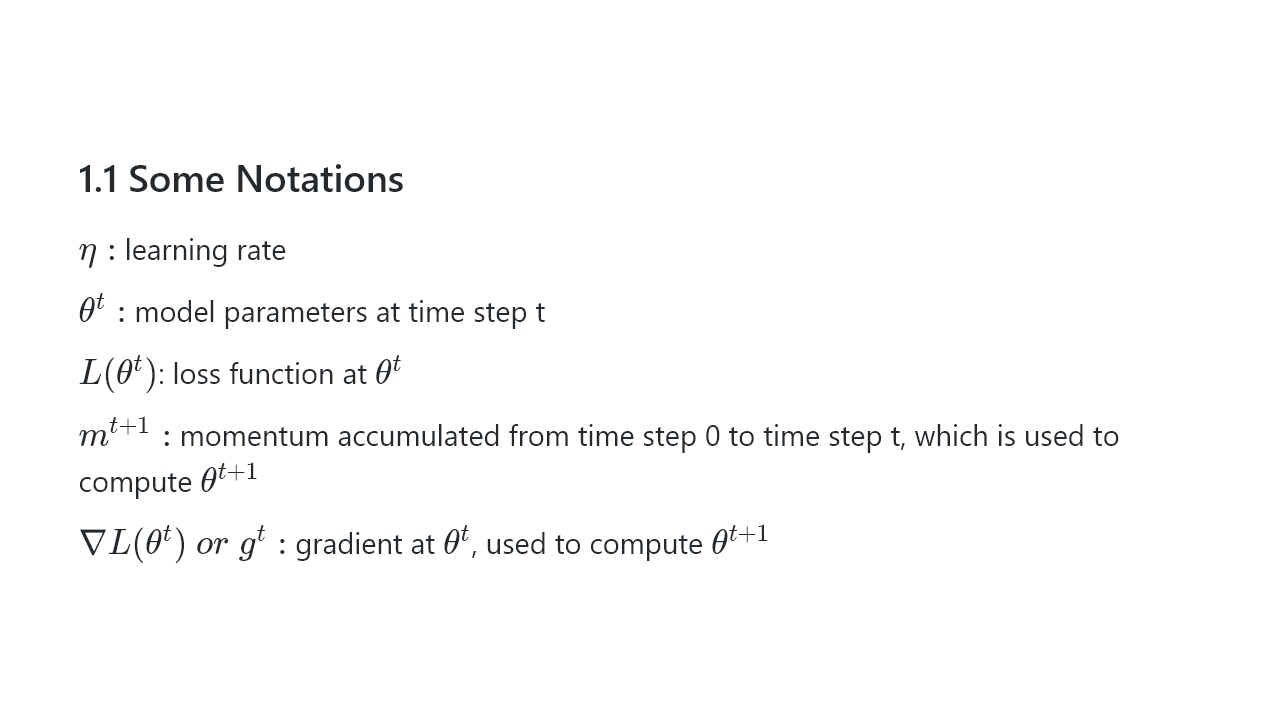 1.1 Some Notations
η : learning rate
θ^t : model parameters at time step t
L(θ^t): loss function at θ^t
m^{t+1} : momentum accumulated from time step 0 to time step t, which is used to
compute θ^{t+1}
∇L(θ^t) or g^t : gradient at θ^t, used to compute θ^{t+1}